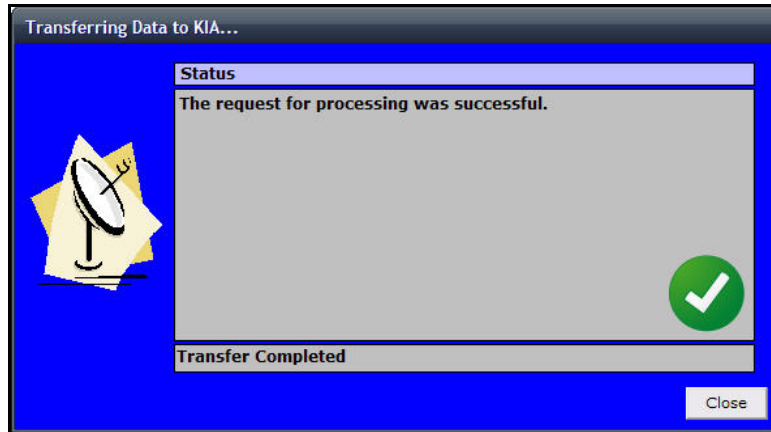 Transferring Data to KIA...
Status
The request for processing was successful.
Transfer Completed
Close